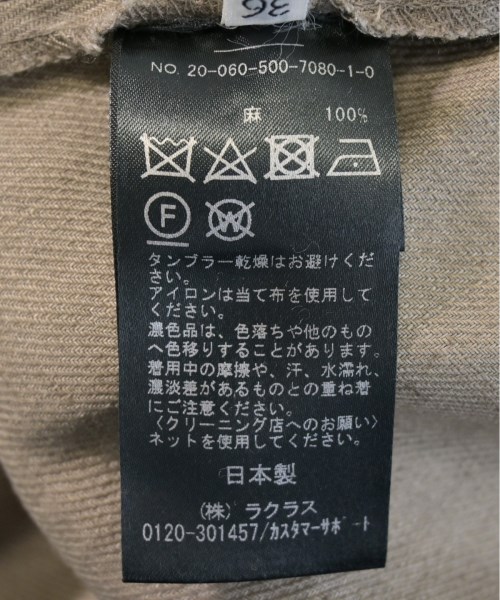 36
NO. 20-060-500-7080-1-0
麻 100%
F
W
タンブラー乾燥はお避けくだ
さい。
アイロンは当て布を使用して
ください。
濃色品は、色落ちや他のもの
へ色移りすることがあります。
着用中の摩擦や、汗、水濡れ、
濃淡差があるものとの重ね着
にご注意ください。
〈クリーニング店へのお願い〉
ネットを使用してください。
日本製
(株) ラクラス
0120-301457/ｶｽﾀﾏｰｻﾎﾟｰﾄ